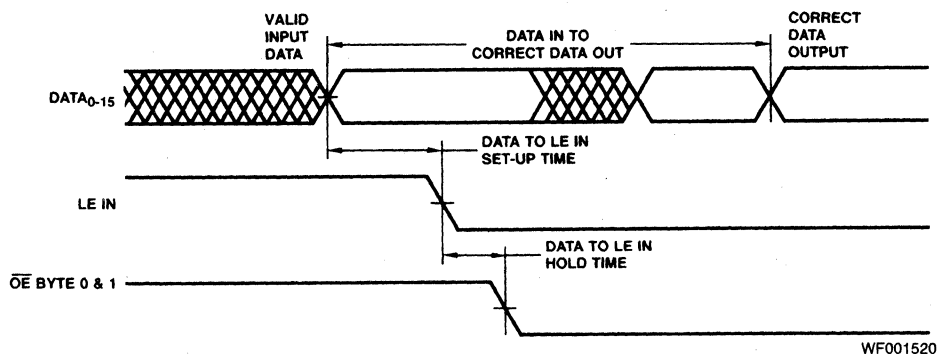 VALID
INPUT
DATA
DATA IN TO
CORRECT DATA OUT
CORRECT
DATA
OUTPUT
DATA0-15
DATA TO LE IN
SET-UP TIME
LE IN
DATA TO LE IN
HOLD TIME
O̅E̅ BYTE 0 & 1
WF001520